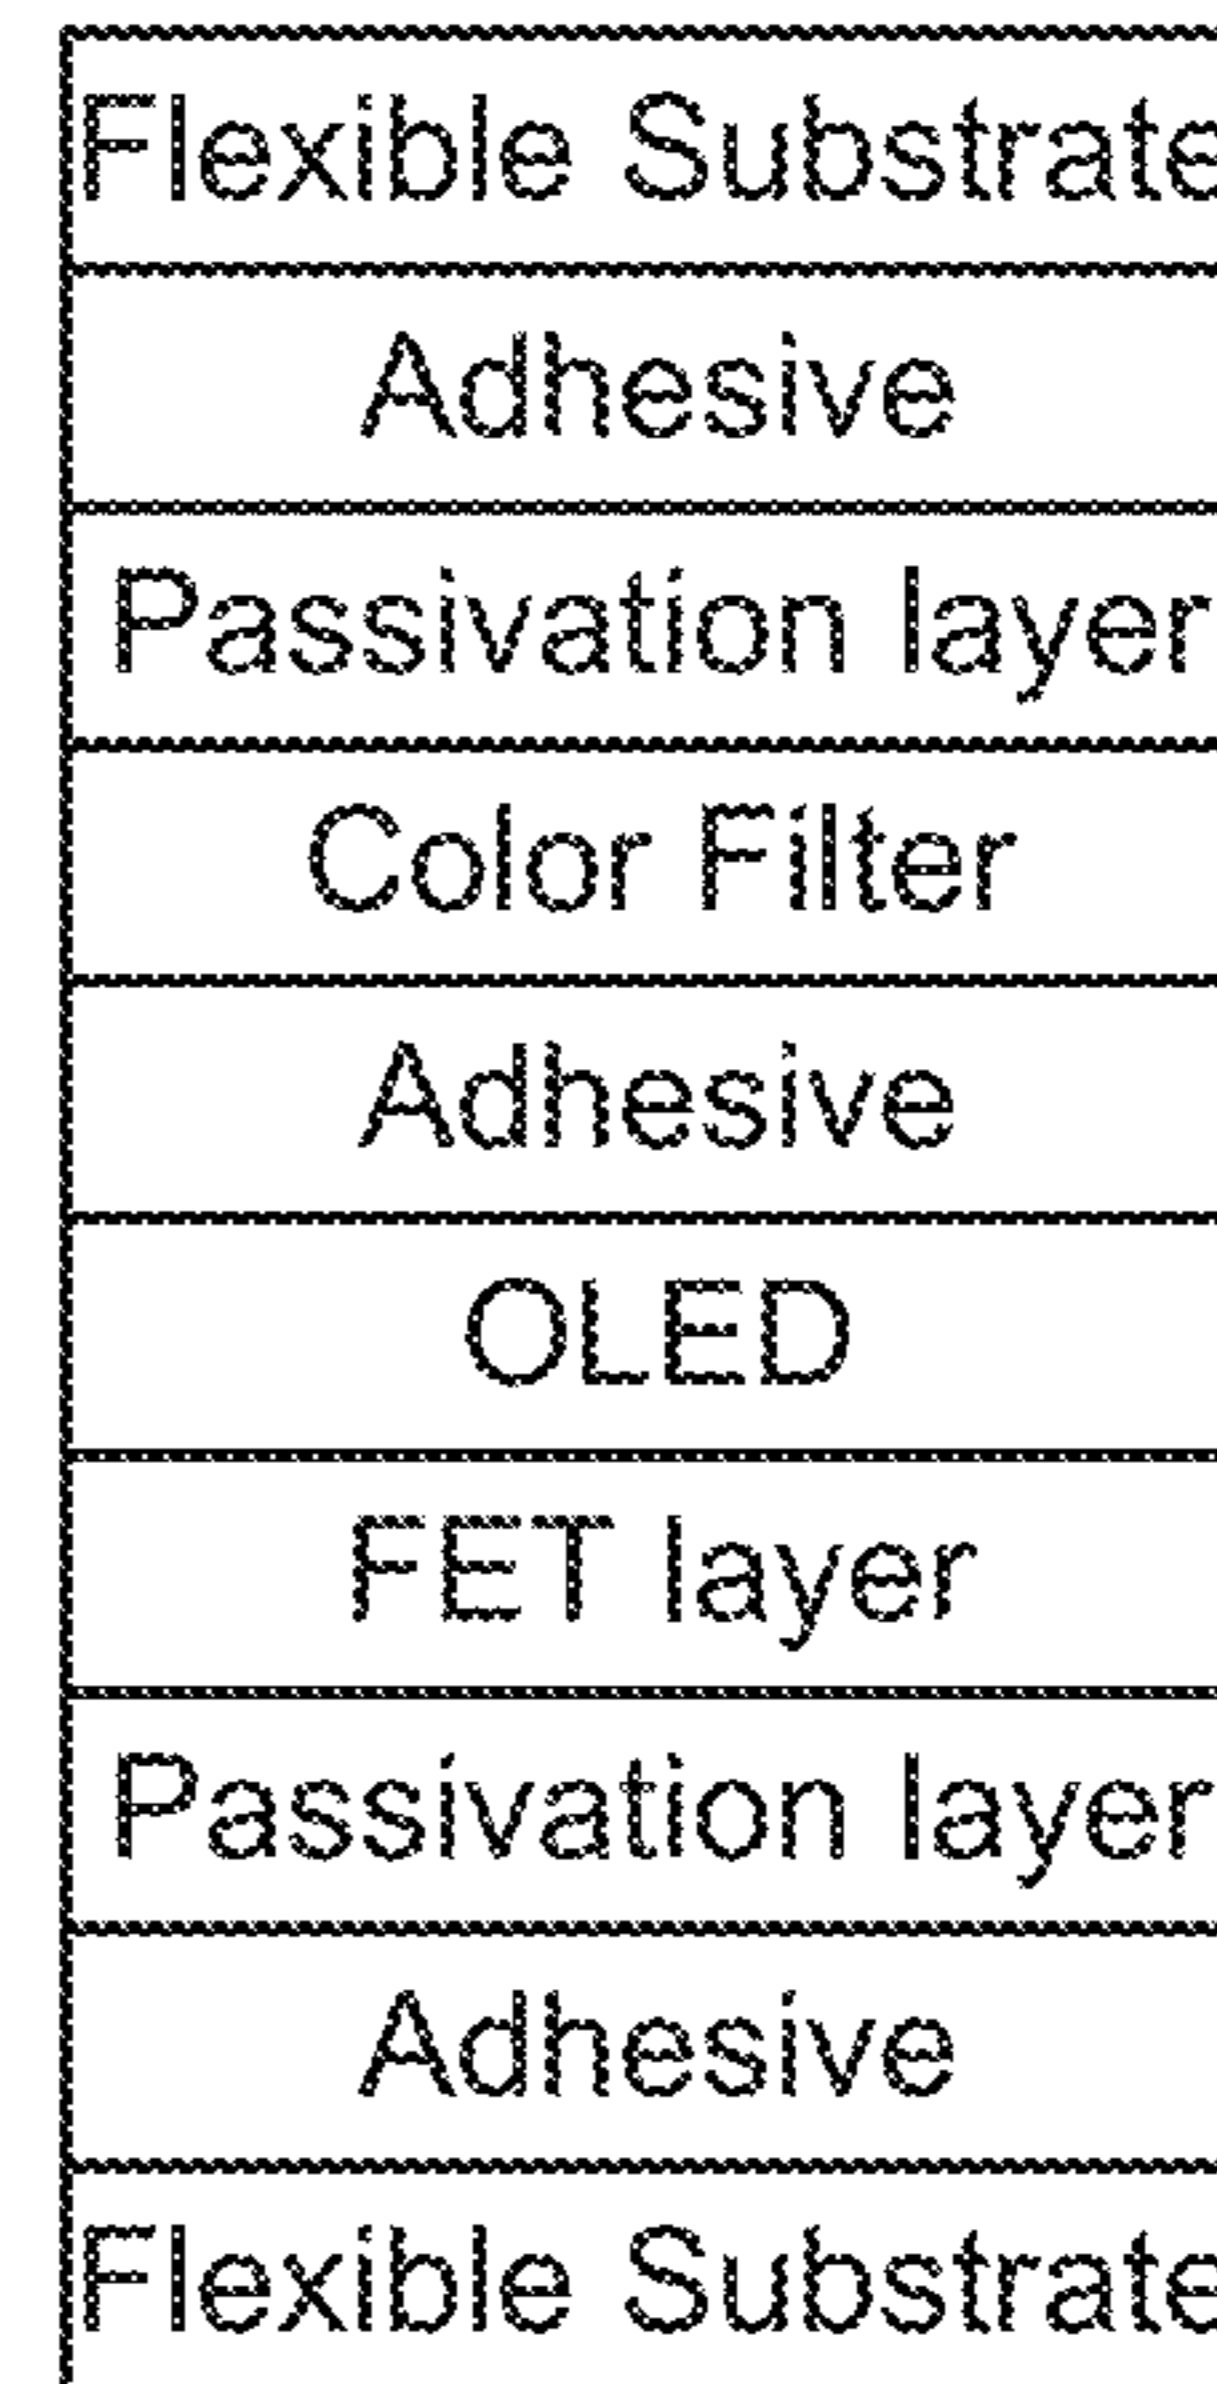 Flexible Substrate
Adhesive
Passivation layer
Color Filter
Adhesive
OLED
FET layer
Passivation layer
Adhesive
Flexible Substrate